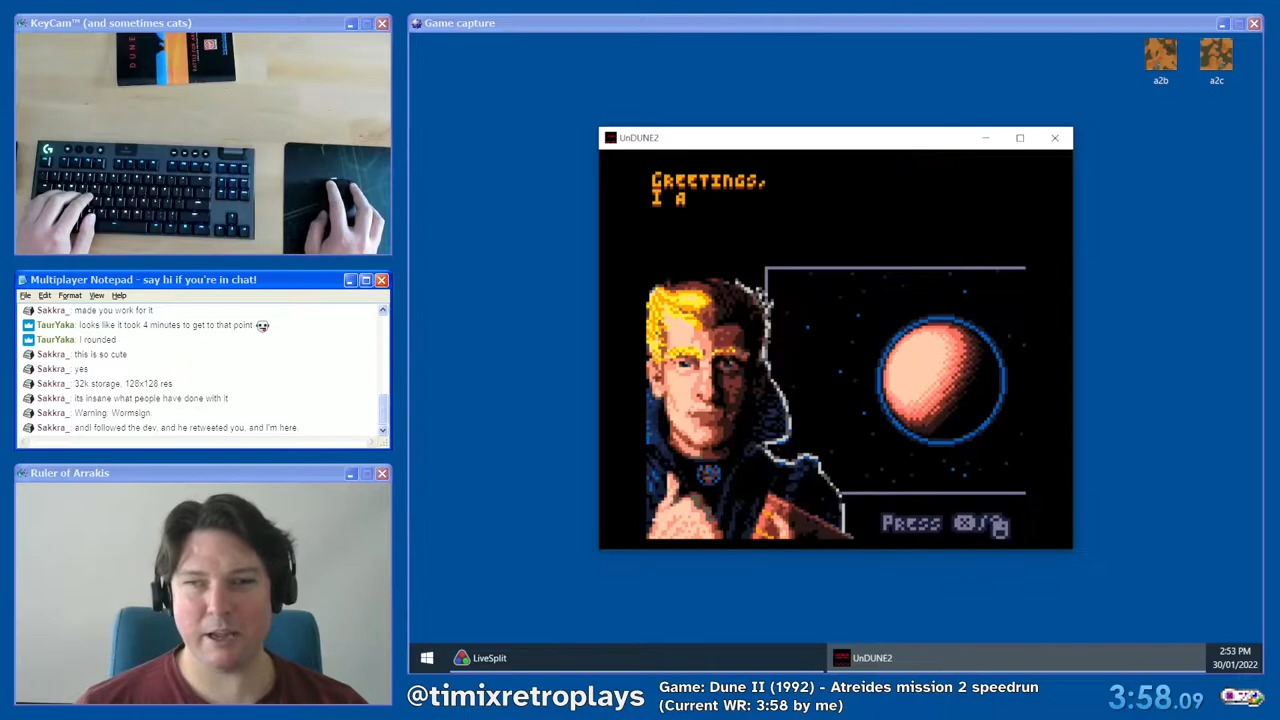 KeyCam™ (and sometimes cats)
DUNE
Multiplayer Notepad - say hi if you're in chat!
File Edit Format View Help
Sakkra_: made you work for it
TaurYaka: looks like it took 4 minutes to get to that point
TaurYaka: I rounded
Sakkra_: this is so cute
Sakkra_: yes
Sakkra_: 32k storage, 128x128 res
Sakkra_: its insane what people have done with it
Sakkra_: Warning: Wormsign.
Sakkra_: andI followed the dev, and he retweeted you, and I'm here.
Ruler of Arrakis
Game capture
a2b a2c
UnDUNE2
GREETINGS,
I A
PRESS ⓧ/
LiveSplit
UnDUNE2
2:53 PM
30/01/2022
@timixretroplays
Game: Dune II (1992) - Atreides mission 2 speedrun
(Current WR: 3:58 by me)
3:58.09